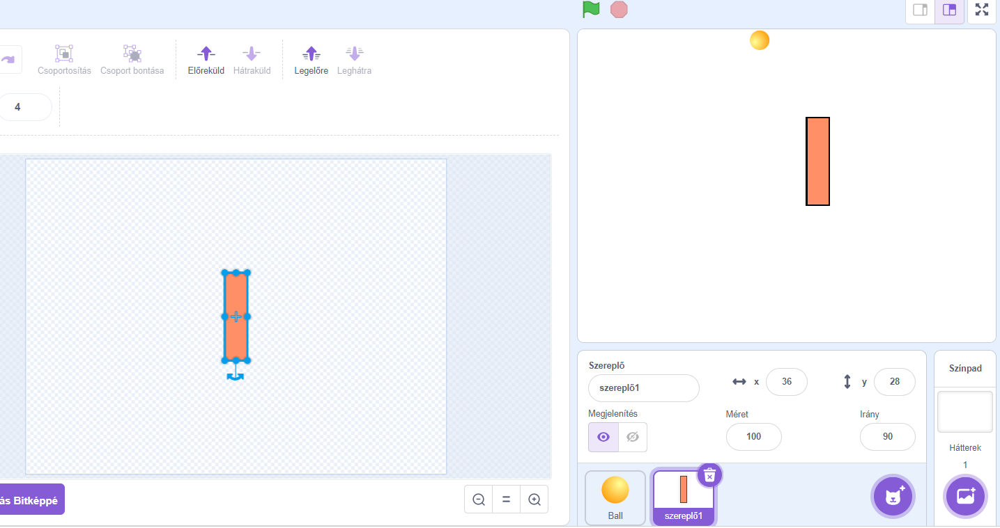 Csoportosítás Csoport bontása Előreküld Hátraküld Legelőre Leghátra
4
ás Bitképpé
Szereplő
szereplő1
x 36
y 28
Megjelenítés
Méret
100
Irány
90
Ball
szereplő1
Színpad
Hátterek
1